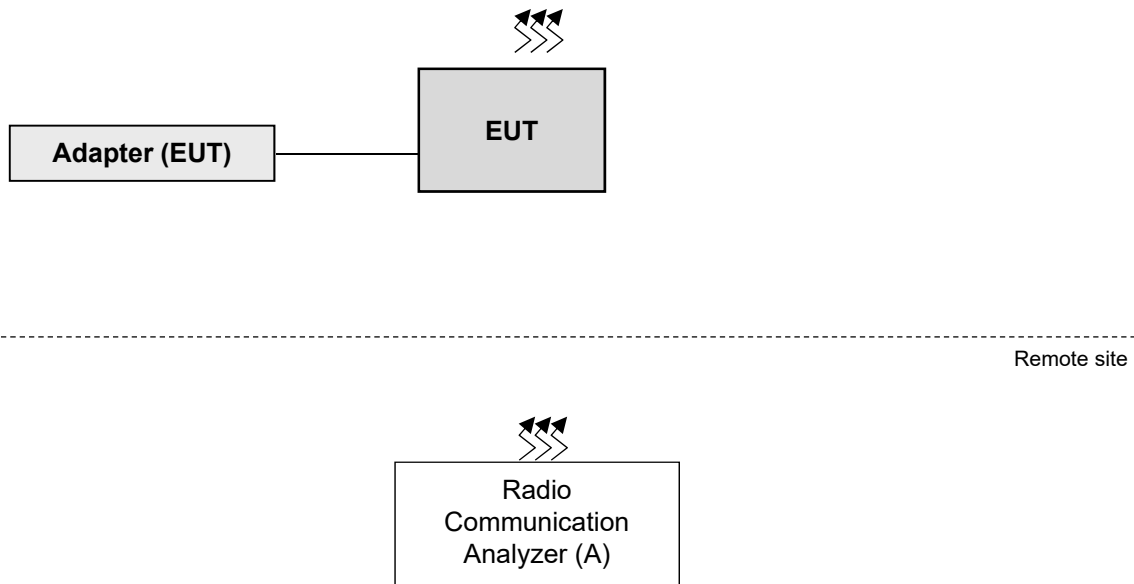 EUT
Adapter (EUT)
Remote site
Radio
Communication
Analyzer (A)